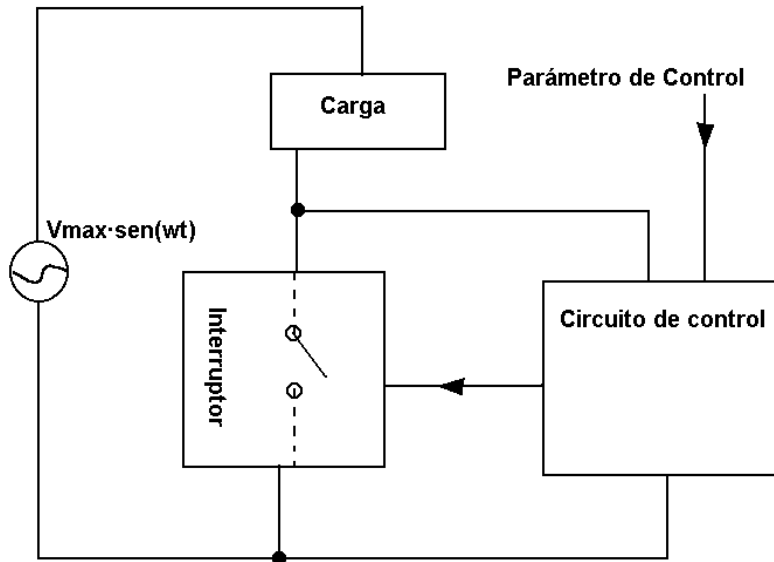 Parámetro de Control
Carga
Vmax·sen(wt)
Interruptor
Circuito de control